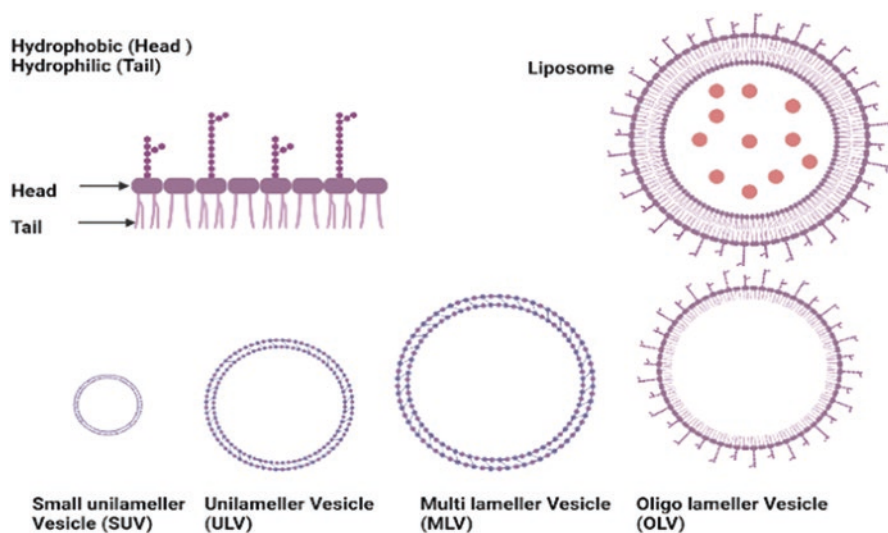 Hydrophobic (Head )
Hydrophilic (Tail)
Liposome
Head
Tail
Small unilameller
Vesicle (SUV)
Unilameller Vesicle
(ULV)
Multi lameller Vesicle
(MLV)
Oligo lameller Vesicle
(OLV)